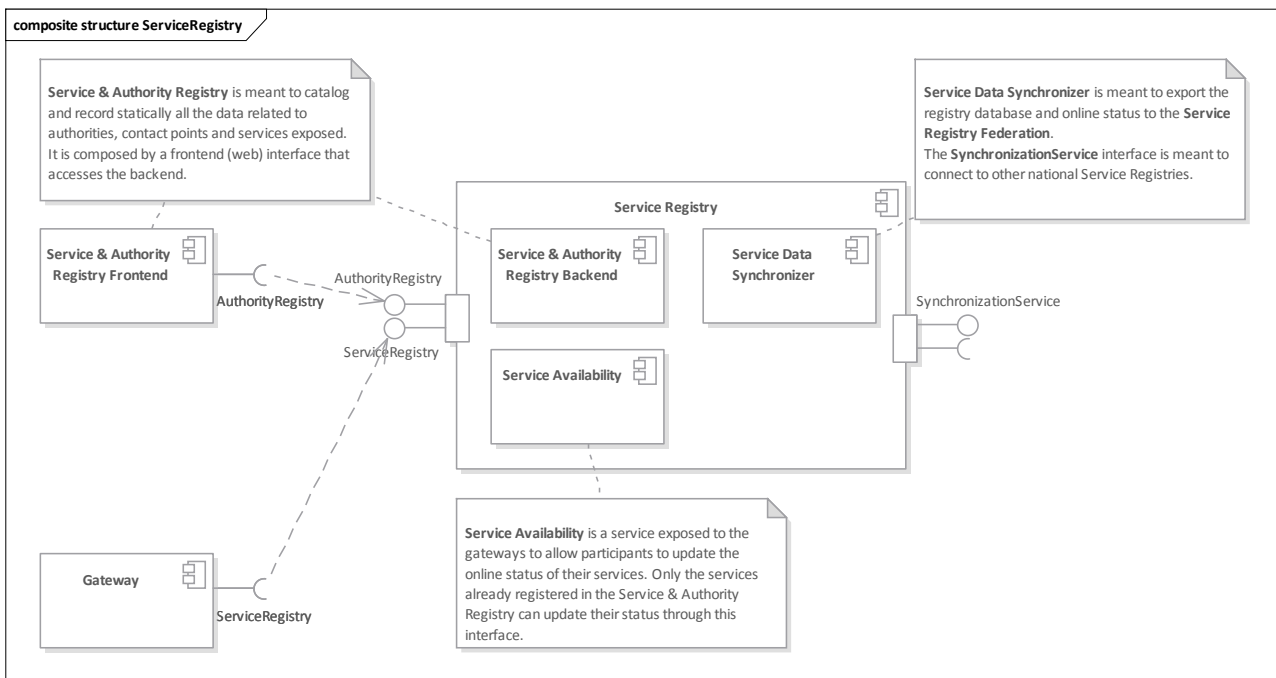 composite structure ServiceRegistry
Service & Authority Registry is meant to catalog
and record statically all the data related to
authorities, contact points and services exposed.
It is composed by a frontend (web) interface that
accesses the backend.
Service Data Synchronizer is meant to export the
registry database and online status to the Service
Registry Federation.
The SynchronizationService interface is meant to
connect to other national Service Registries.
Service Registry
Service & Authority
Registry Frontend
AuthorityRegistry
AuthorityRegistry
ServiceRegistry
Service & Authority
Registry Backend
Service Data
Synchronizer
SynchronizationService
Service Availability
Service Availability is a service exposed to the
gateways to allow participants to update the
online status of their services. Only the services
already registered in the Service & Authority
Registry can update their status through this
interface.
Gateway
ServiceRegistry